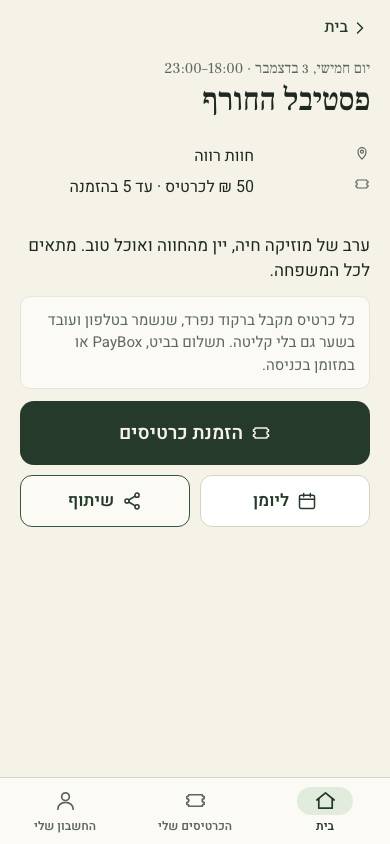 בית
יום חמישי, 3 בדצמבר · 18:00–23:00
פסטיבל החורף
חוות רווה
50 ₪ לכרטיס · עד 5 בהזמנה
ערב של מוזיקה חיה, יין מהחווה ואוכל טוב. מתאים
לכל המשפחה.
כל כרטיס מקבל ברקוד נפרד, שנשמר בטלפון ועובד
בשער גם בלי קליטה. תשלום בביט, PayBox או
במזומן בכניסה.
הזמנת כרטיסים
ליומן
שיתוף
בית
הכרטיסים שלי
החשבון שלי